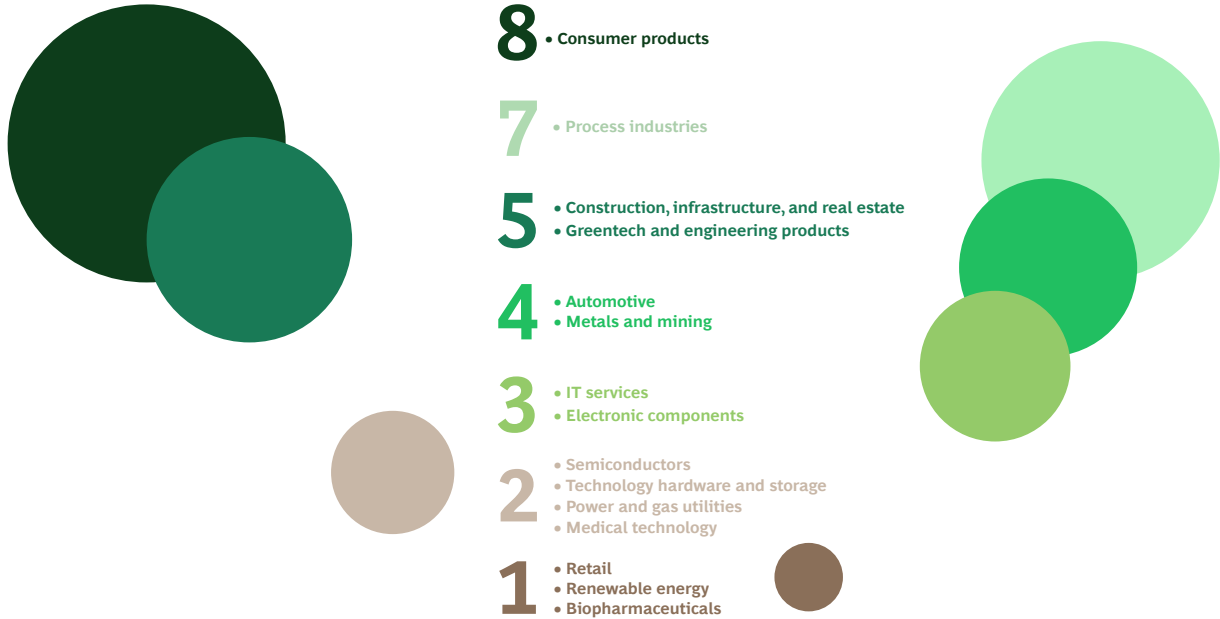 8
• Consumer products
7
• Process industries
5
• Construction, infrastructure, and real estate
• Greentech and engineering products
4
• Automotive
• Metals and mining
3
• IT services
• Electronic components
2
• Semiconductors
• Technology hardware and storage
• Power and gas utilities
• Medical technology
1
• Retail
• Renewable energy
• Biopharmaceuticals